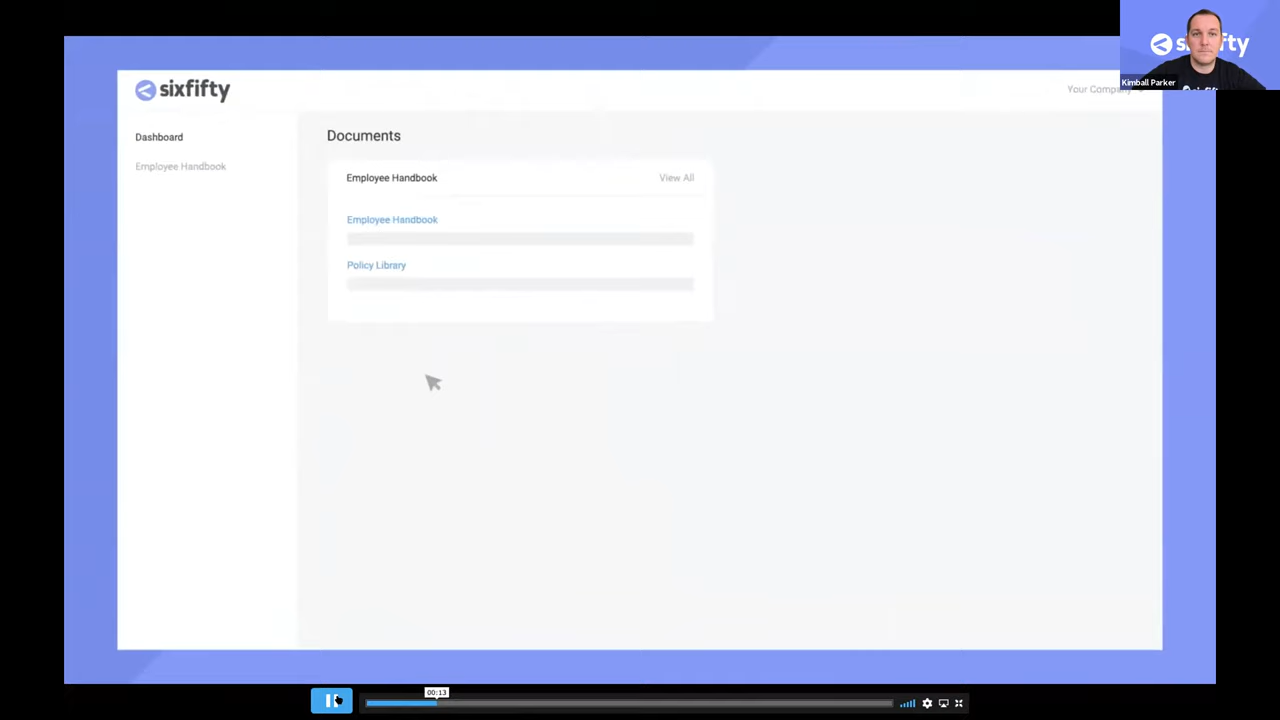 sixfifty
Your Company
Kimball Parker
Dashboard
Documents
Employee Handbook
Employee Handbook
View All
Employee Handbook
Policy Library
00:13